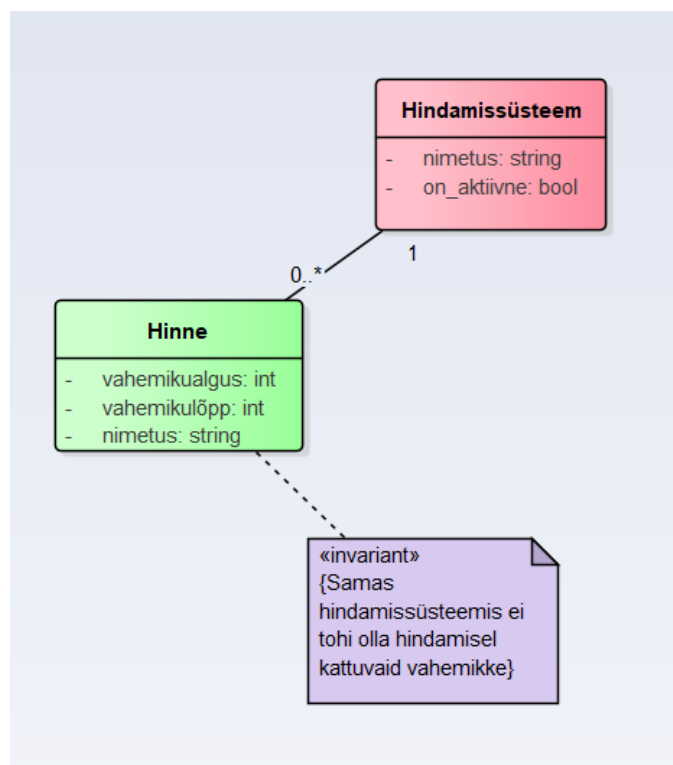 Hindamissüsteem
- nimetus: string
- on_aktiivne: bool
1
0..*
Hinne
- vahemikualgus: int
- vahemikulõpp: int
- nimetus: string
«invariant»
{Samas
hindamissüsteemis ei
tohi olla hindamisel
kattuvaid vahemikke}